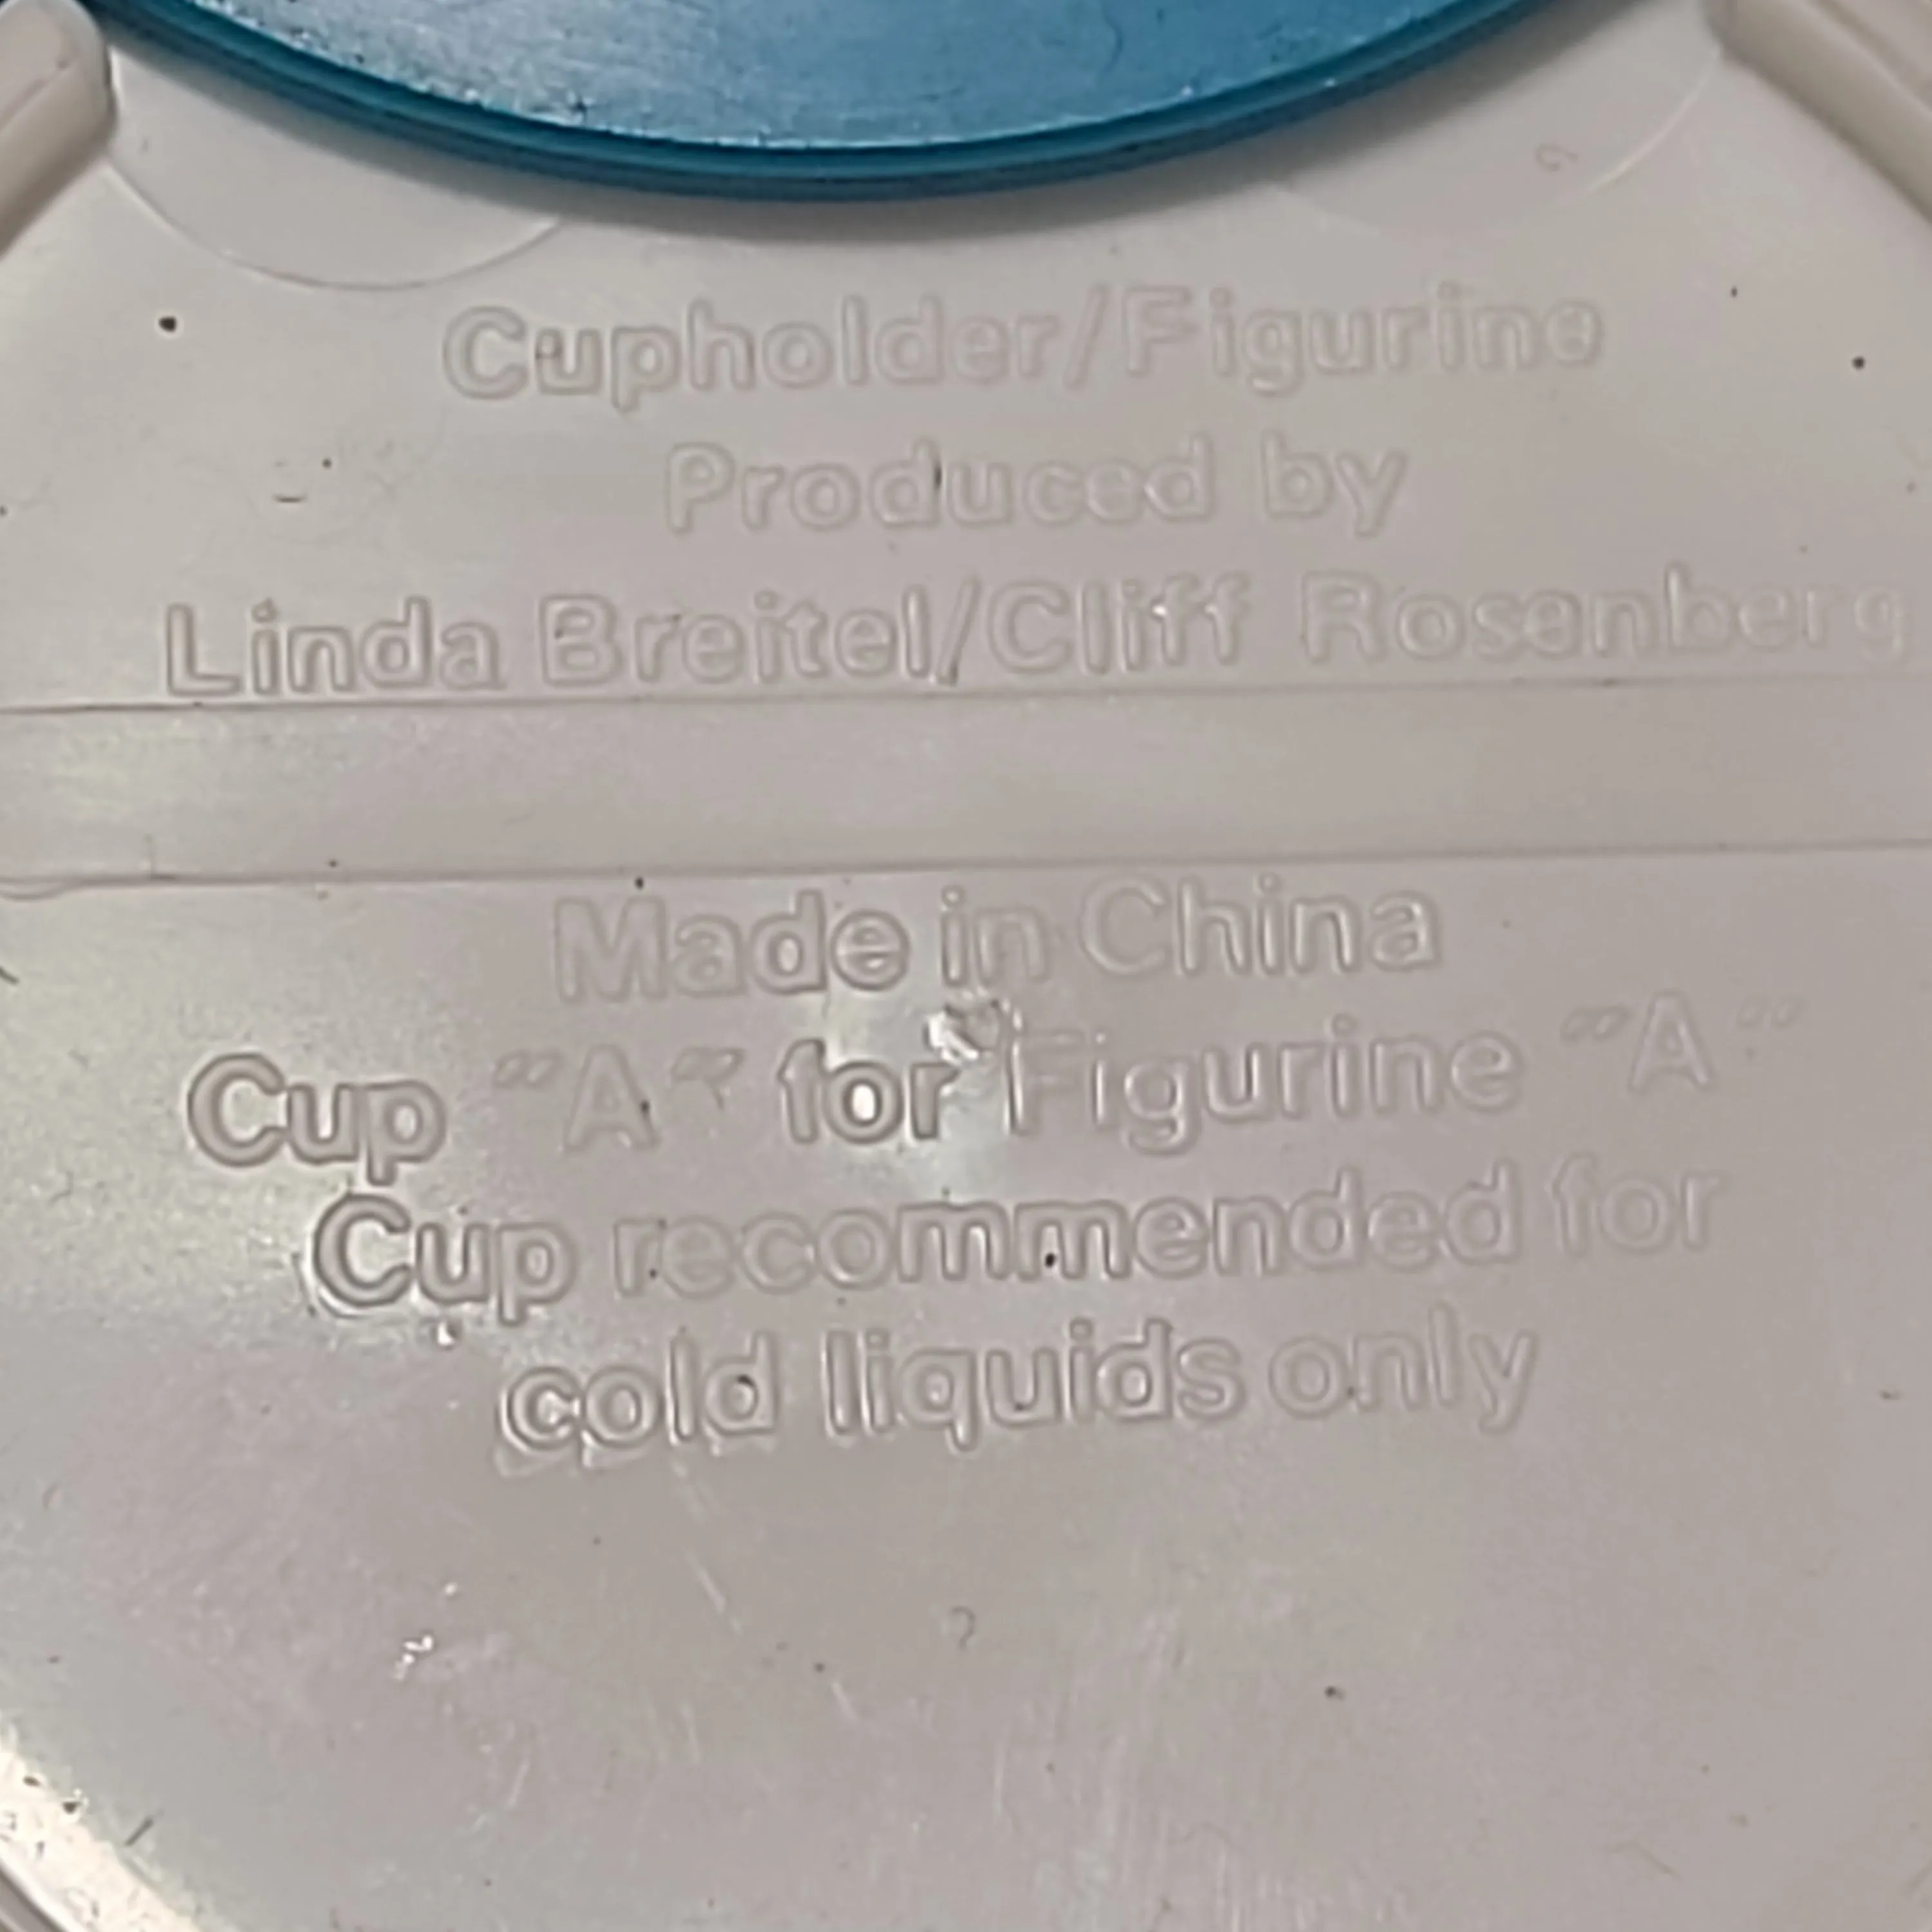 Cupholder/Figurine
Produced by
Linda Breitel/Cliff Rosenberg
Made in China
Cup "A" for Figurine "A"
Cup recommended for
cold liquids only